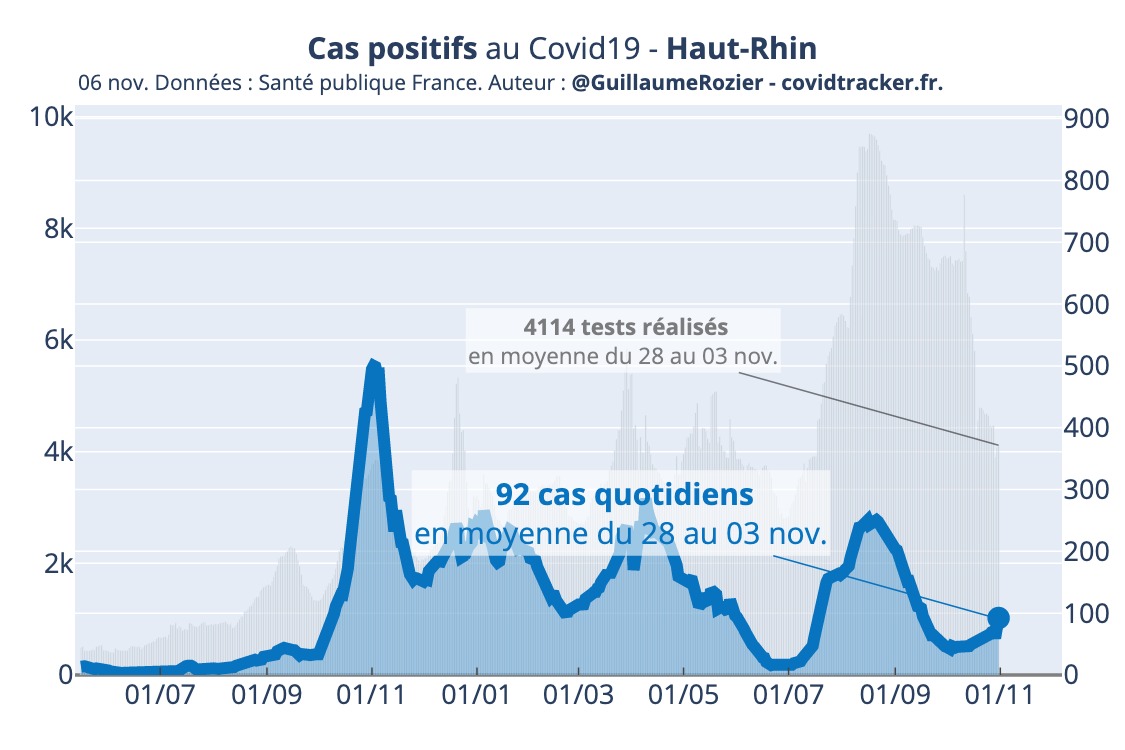 Cas positifs au Covid19 - Haut-Rhin
06 nov. Données : Santé publique France. Auteur : @GuillaumeRozier - covidtracker.fr.
10k
8k
6k
4k
2k
0
900
800
700
600
500
400
300
200
100
0
4114 tests réalisés
en moyenne du 28 au 03 nov.
92 cas quotidiens
en moyenne du 28 au 03 nov.
01/07
01/09
01/11
01/01
01/03
01/05
01/07
01/09
01/11